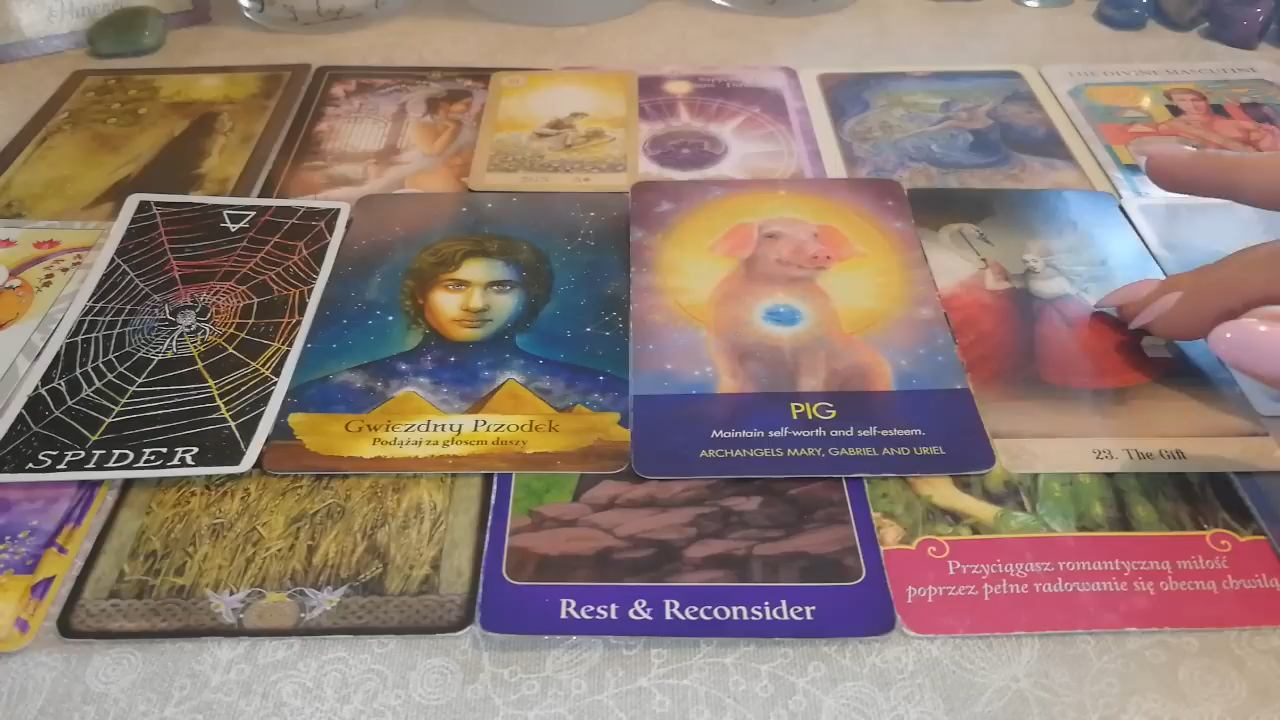 THE DIVINE MASCULINE
SPIDER
Gwiezdny Przodek
Podążaj za głosem duszy
PIG
Maintain self-worth and self-esteem.
ARCHANGELS MARY, GABRIEL AND URIEL
23. The Gift
Rest & Reconsider
Przyciągasz romantyczną miłość
poprzez pełne radowanie się obecną chwilą